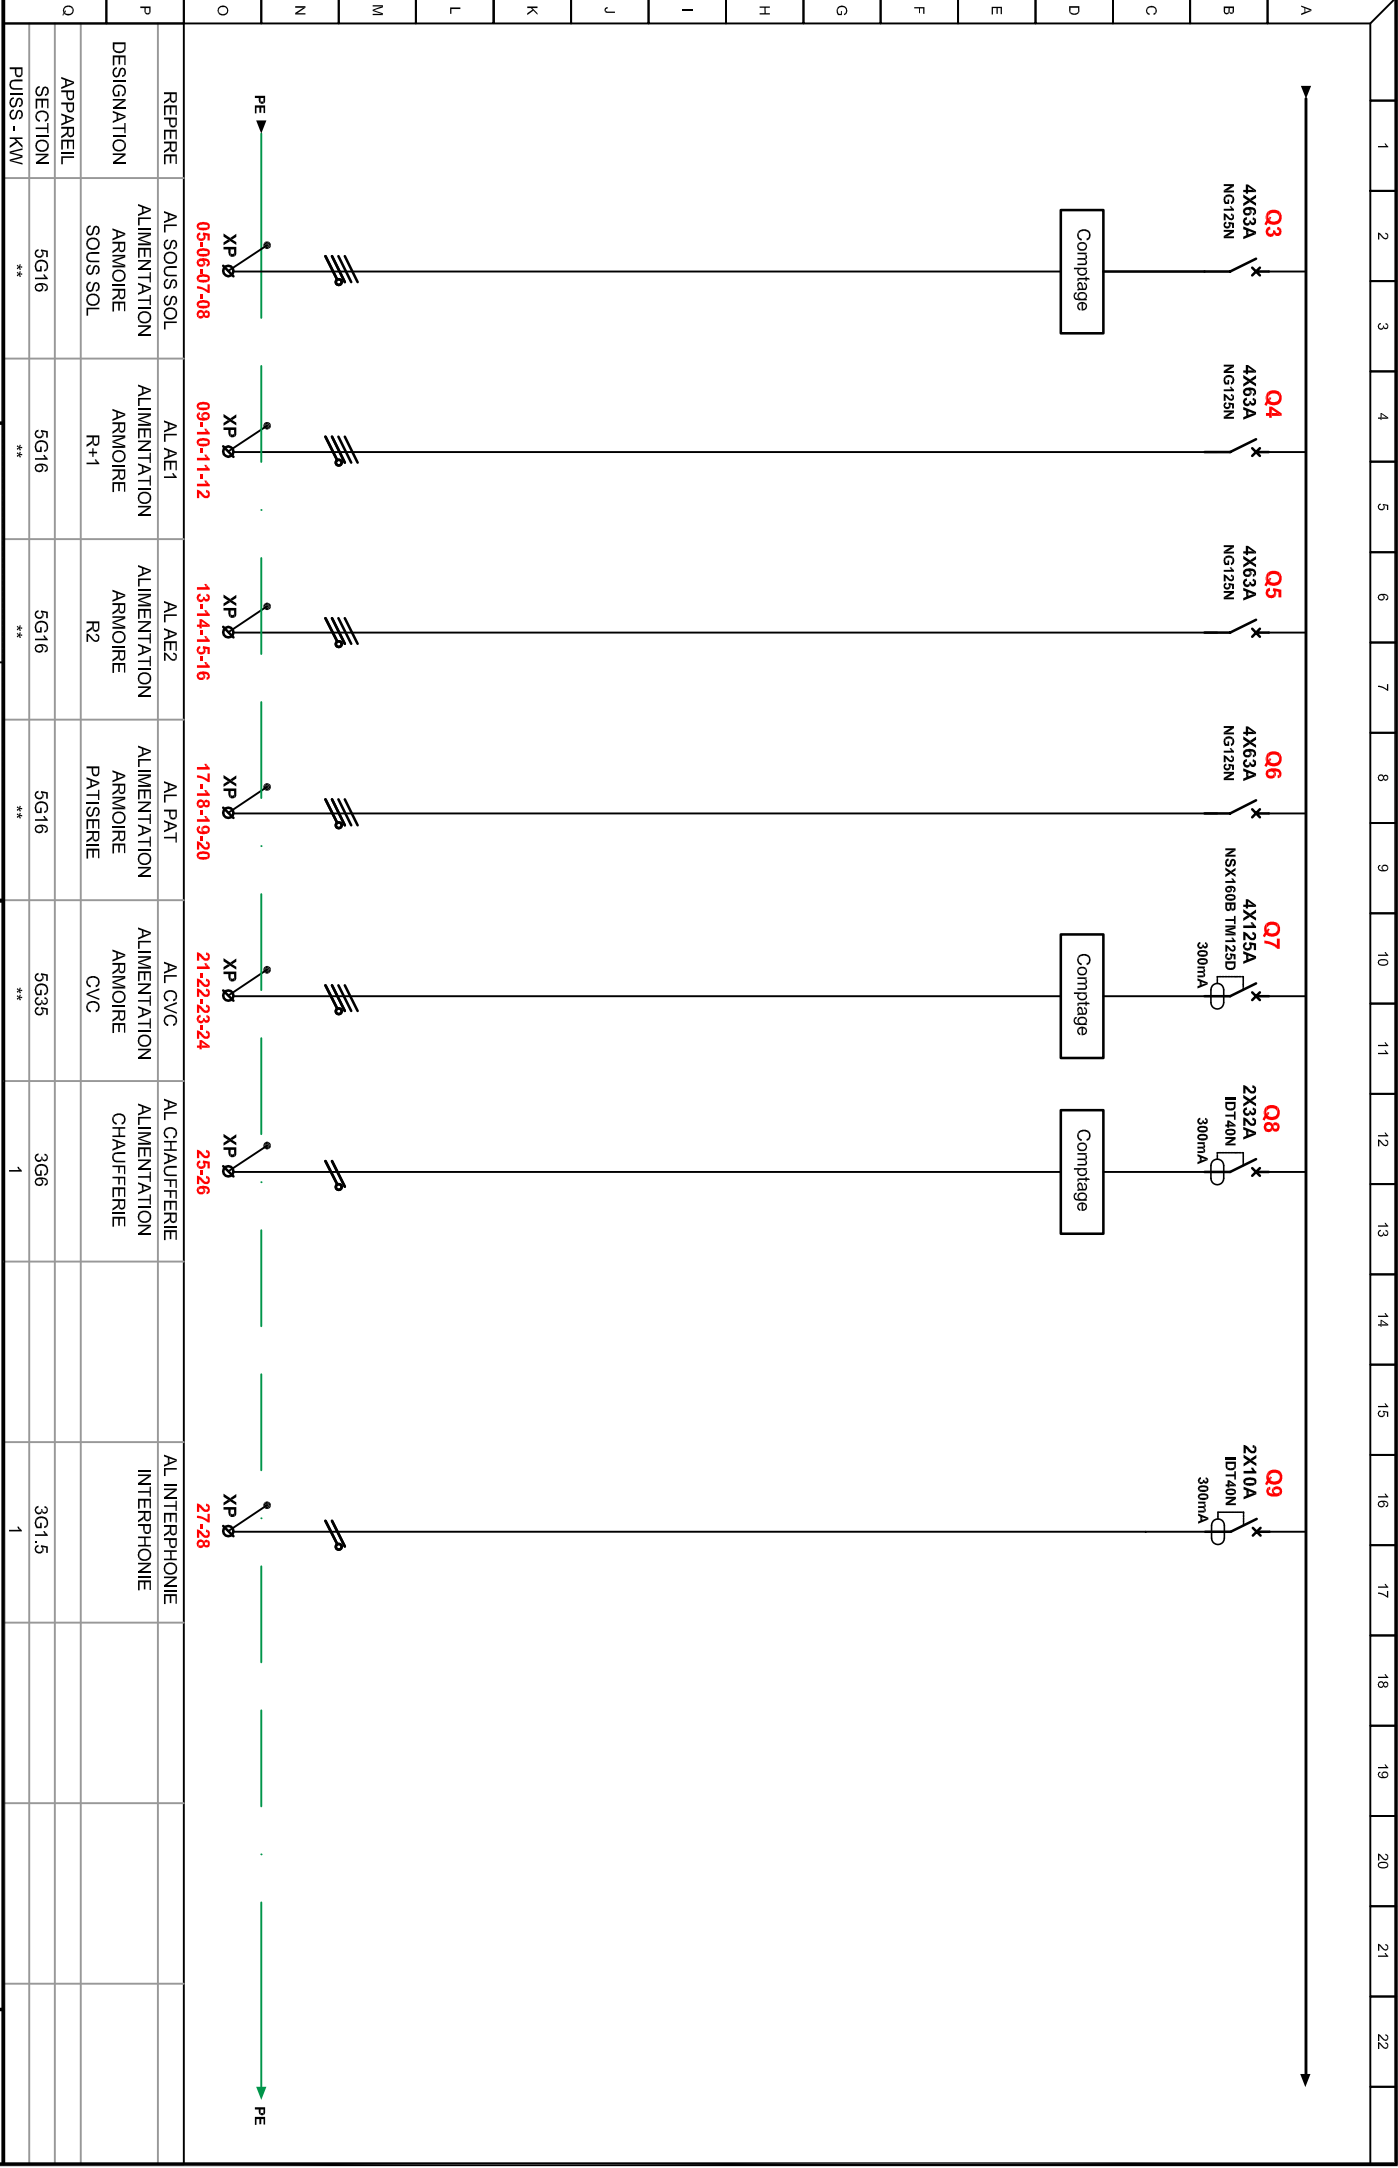 1 2 3 4 5 6 7 8 9 10 11 12 13 14 15 16 17 18 19 20 21 22
A
B
C
D
E
F
G
H
I
J
K
L
M
N
O
P
Q
Q3
4X63A
NG125N
Q4
4X63A
NG125N
Q5
4X63A
NG125N
Q6
4X63A
NG125N
Q7
4X125A
NSX160B TM125D
300mA
Q8
2X32A
IDT40N
300mA
Q9
2X10A
IDT40N
300mA
Comptage
Comptage
Comptage
PE
PE
XP
05-06-07-08
XP
09-10-11-12
XP
13-14-15-16
XP
17-18-19-20
XP
21-22-23-24
XP
25-26
XP
27-28
REPERE
AL SOUS SOL
AL AE1
AL AE2
AL PAT
AL CVC
AL CHAUFFERIE
AL INTERPHONIE
DESIGNATION
ALIMENTATION
ARMOIRE
SOUS SOL
ALIMENTATION
ARMOIRE
R+1
ALIMENTATION
ARMOIRE
R2
ALIMENTATION
ARMOIRE
PATISERIE
ALIMENTATION
ARMOIRE
CVC
ALIMENTATION
CHAUFFERIE
INTERPHONIE
APPAREIL
SECTION
5G16
5G16
5G16
5G16
5G35
3G6
3G1.5
PUISS - KW
**
**
**
**
**
1
1